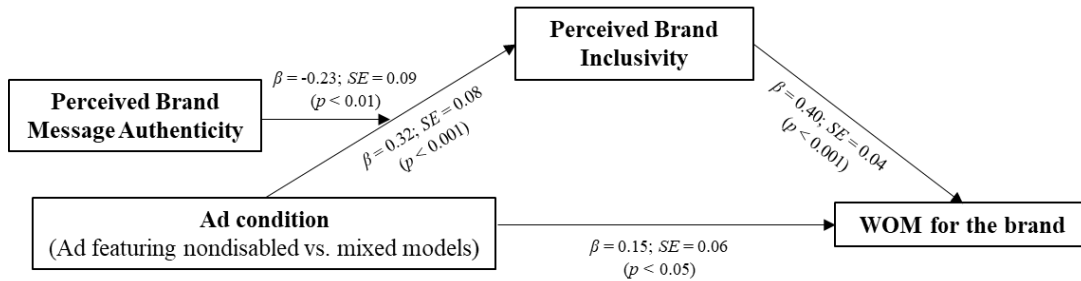 Perceived Brand
Inclusivity
β = -0.23; SE = 0.09
(p < 0.01)
Perceived Brand
Message Authenticity
β = 0.32; SE = 0.08
(p < 0.001)
β = 0.40; SE = 0.04
(p < 0.001)
Ad condition
(Ad featuring nondisabled vs. mixed models)
WOM for the brand
β = 0.15; SE = 0.06
(p < 0.05)